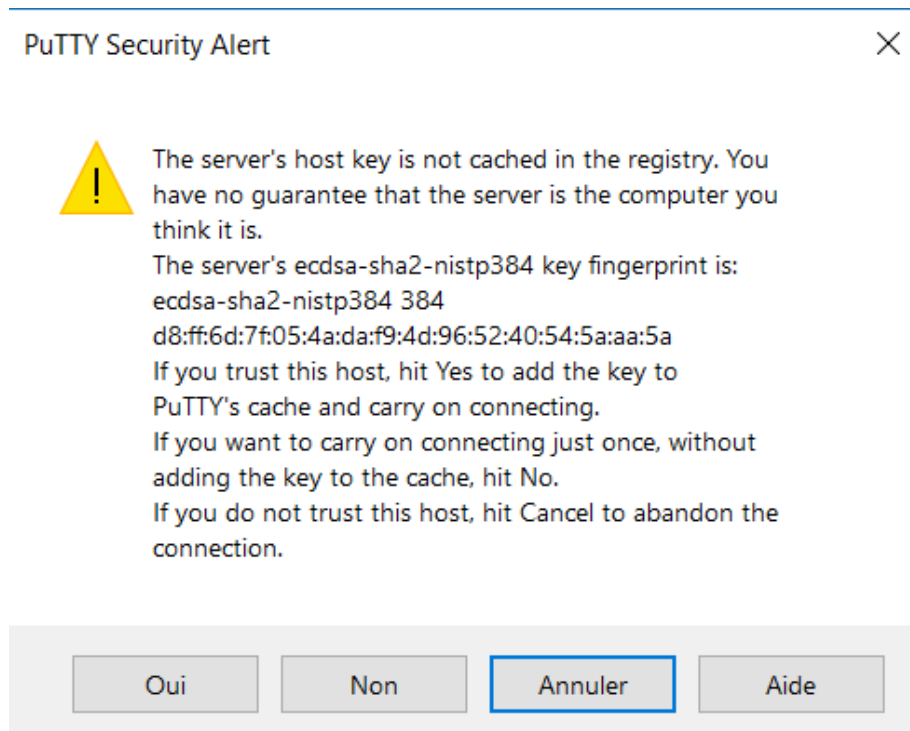 PuTTY Security Alert
The server's host key is not cached in the registry. You
have no guarantee that the server is the computer you
think it is.
The server's ecdsa-sha2-nistp384 key fingerprint is:
ecdsa-sha2-nistp384 384
d8:ff:6d:7f:05:4a:da:f9:4d:96:52:40:54:5a:aa:5a
If you trust this host, hit Yes to add the key to
PuTTY's cache and carry on connecting.
If you want to carry on connecting just once, without
adding the key to the cache, hit No.
If you do not trust this host, hit Cancel to abandon the
connection.
Oui Non Annuler Aide